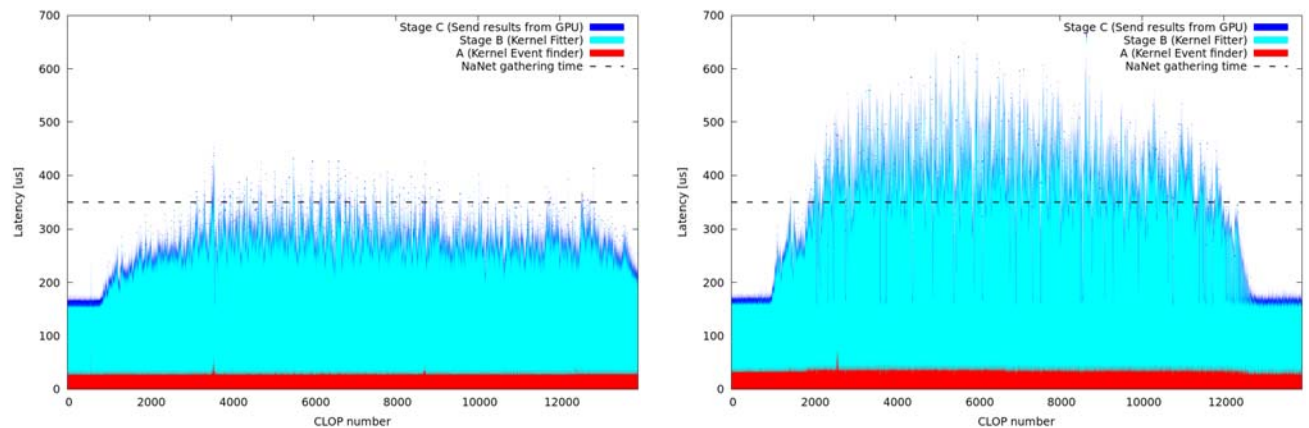 700
600
500
400
300
200
100
0
Latency [us]
Stage C (Send results from GPU)
Stage B (Kernel Fitter)
A (Kernel Event finder)
NaNet gathering time
0 2000 4000 6000 8000 10000 12000
CLOP number
700
600
500
400
300
200
100
0
Latency [us]
Stage C (Send results from GPU)
Stage B (Kernel Fitter)
A (Kernel Event finder)
NaNet gathering time
0 2000 4000 6000 8000 10000 12000
CLOP number